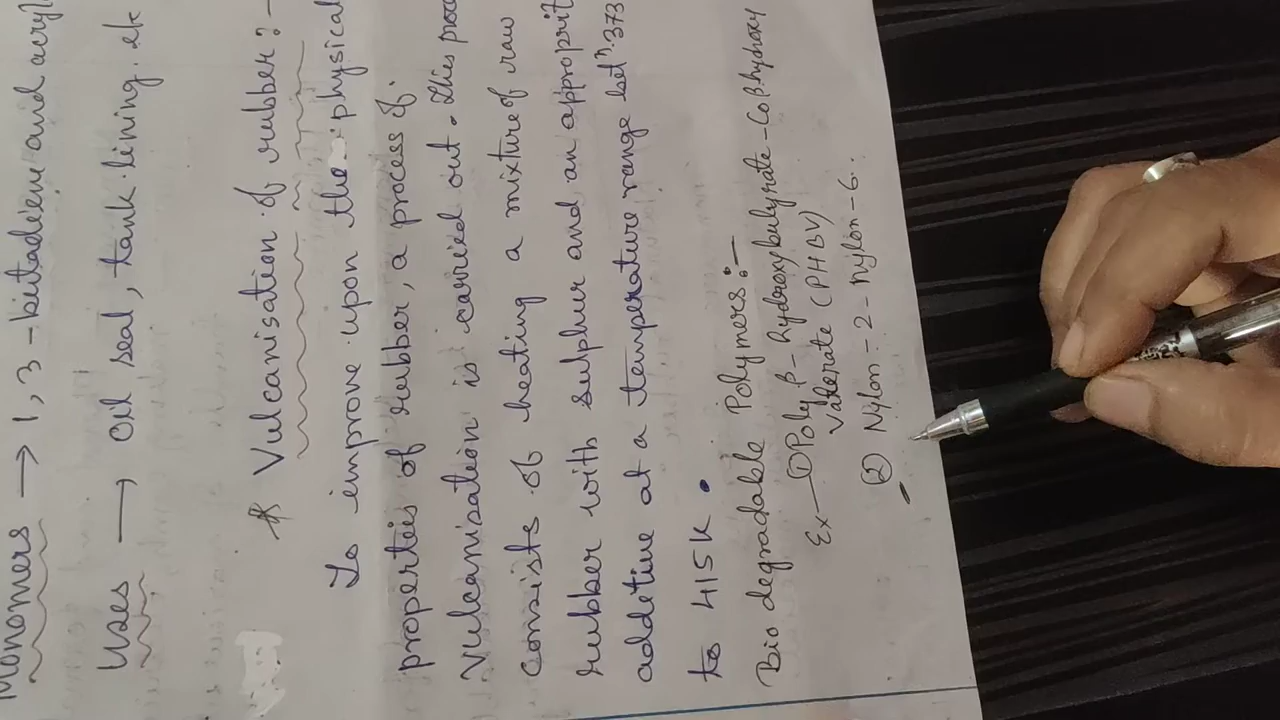 Monomers → 1, 3 - butadiene and acryl
Uses → Oil seal, tank lining. etc
* Vulcanisation of rubber:-
To improve upon the physical
properties of rubber, a process of
vulcanisation is carried out. This proc
consists of heating a mixture of raw
rubber with sulphur and an appropriat
addetive at a temperature range betⁿ. 373
to 415K.
Bio degradable Polymers:-
Ex - ① Poly β - hydroxybutyrate - Co β. hydroxy
Valerate (PHBV)
② Nylon - 2 - Nylon - 6.